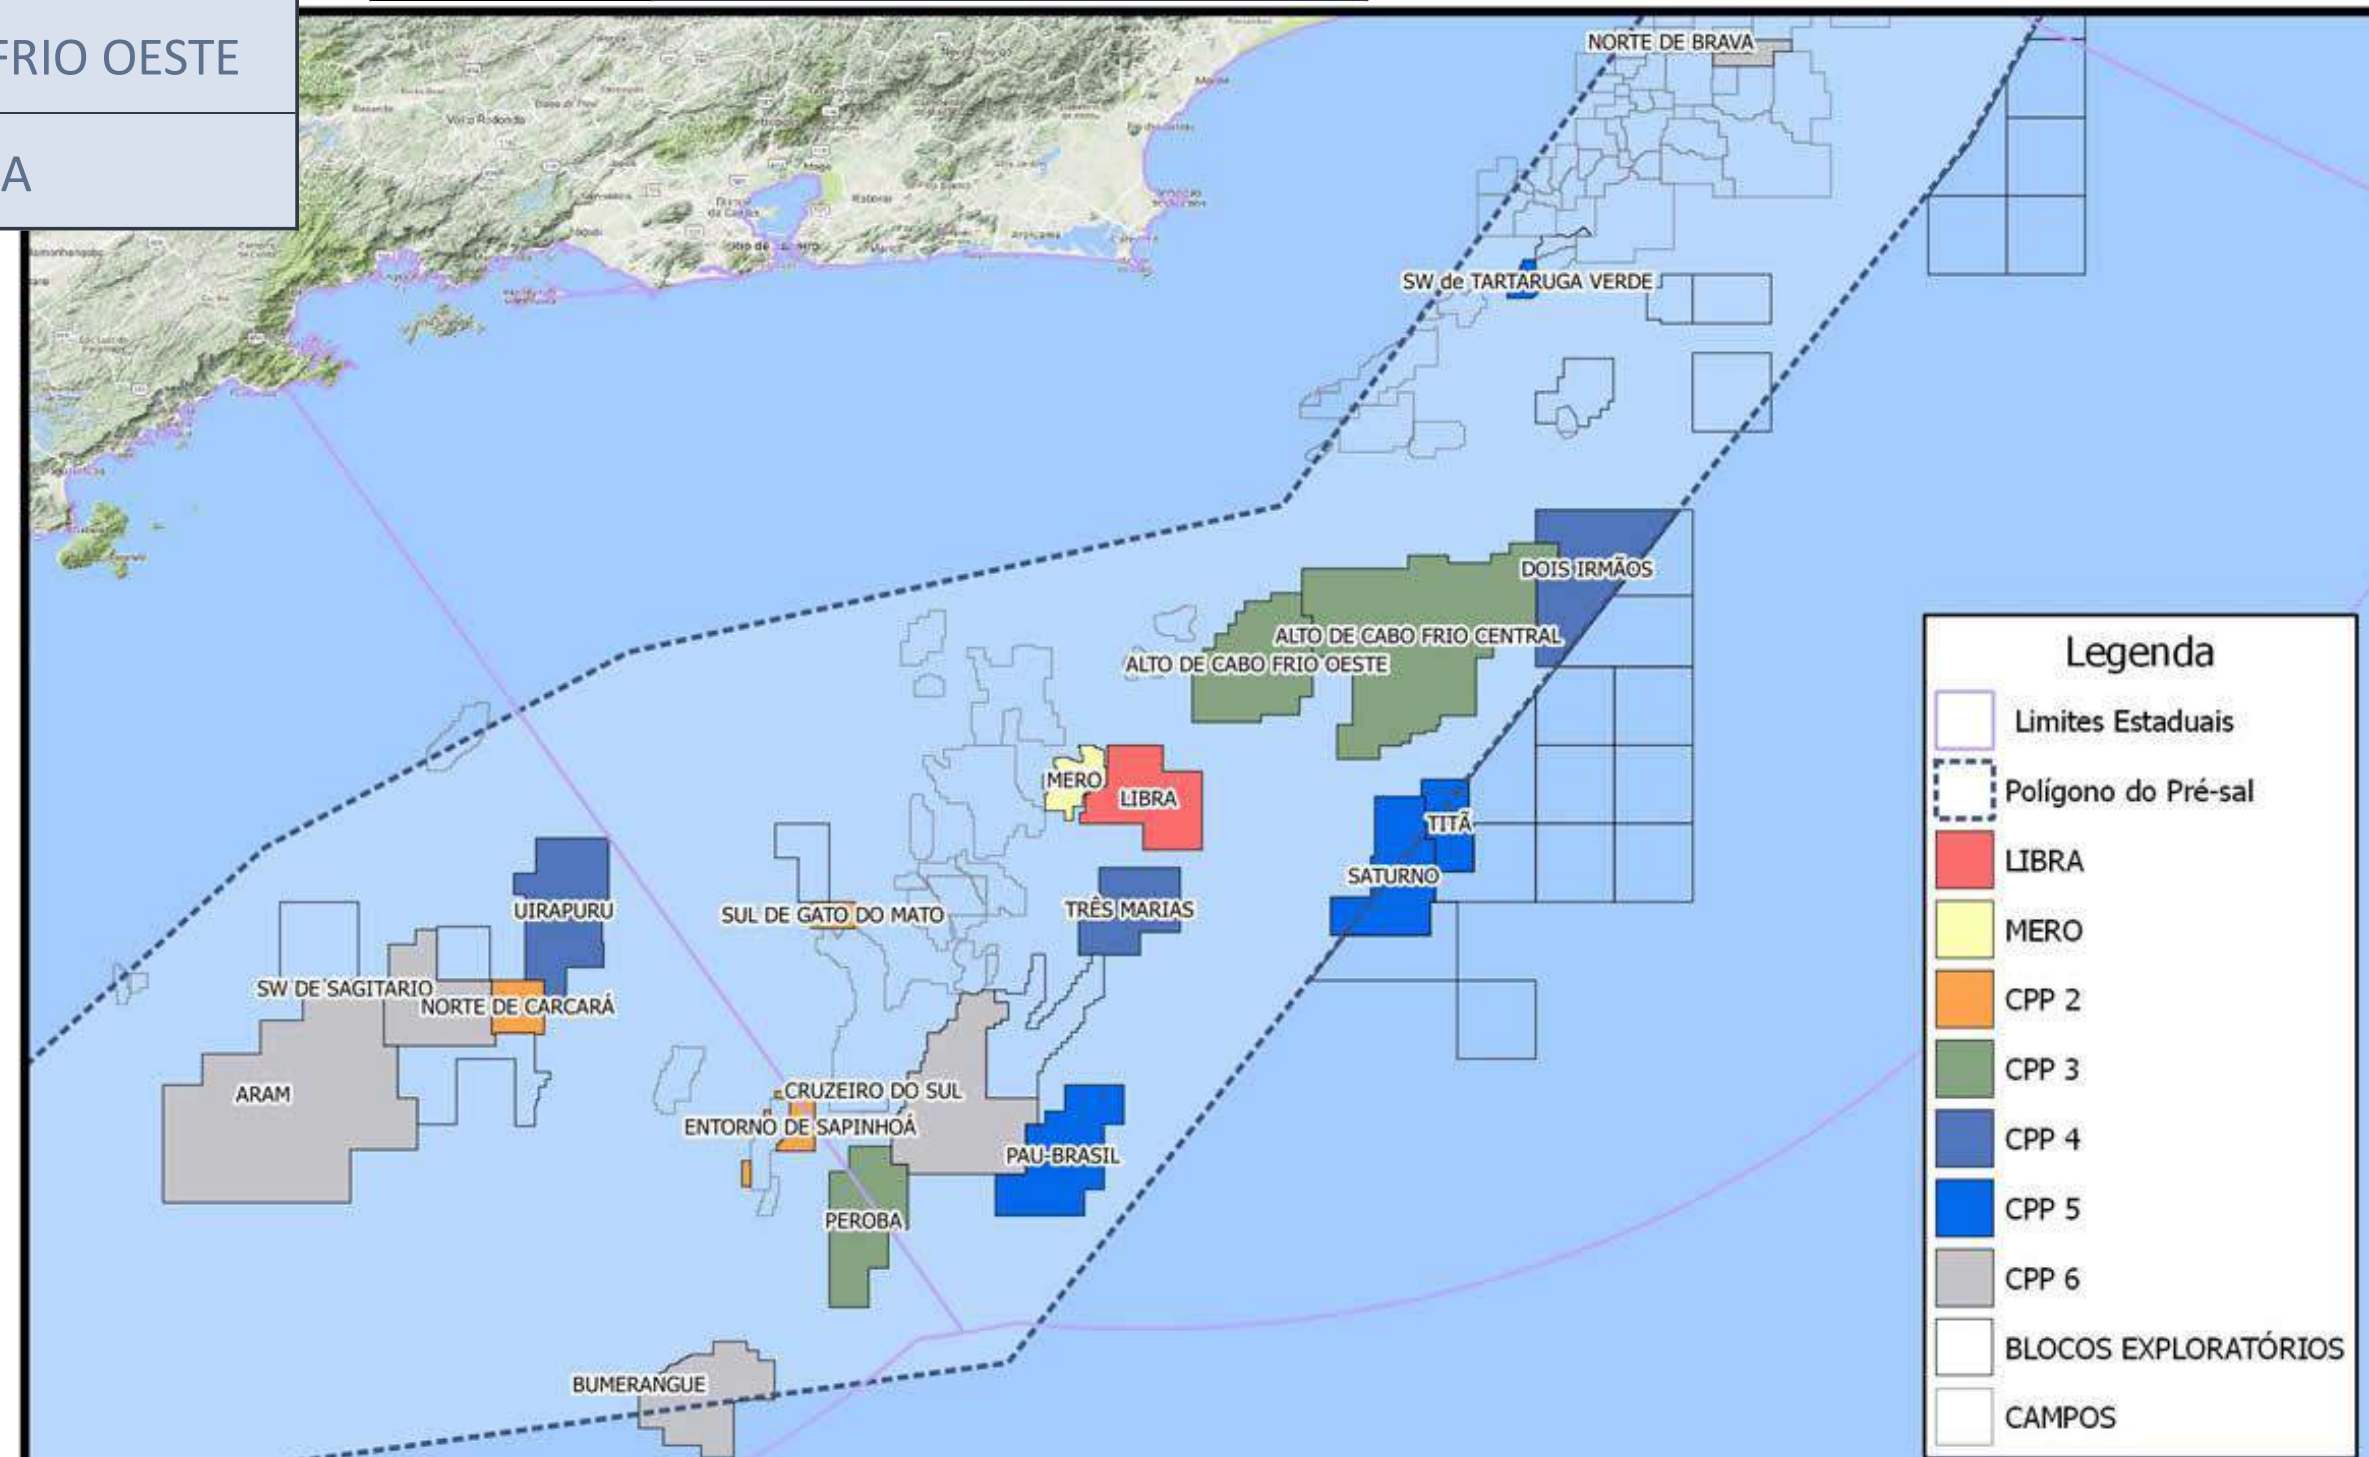 FRIO OESTE
A
NORTE DE BRAVA
SW de TARTARUGA VERDE
DOIS IRMÃOS
ALTO DE CABO FRIO CENTRAL
ALTO DE CABO FRIO OESTE
MERO
LIBRA
TITÃ
SATURNO
UIRAPURU
SUL DE GATO DO MATO
TRÊS MARIAS
SW DE SAGITARIO
NORTE DE CARCARÁ
ARAM
CRUZEIRO DO SUL
ENTORNO DE SAPINHOÁ
PAU-BRASIL
PEROBA
BUMERANGUE
Legenda
Limites Estaduais
Polígono do Pré-sal
LIBRA
MERO
CPP 2
CPP 3
CPP 4
CPP 5
CPP 6
BLOCOS EXPLORATÓRIOS
CAMPOS